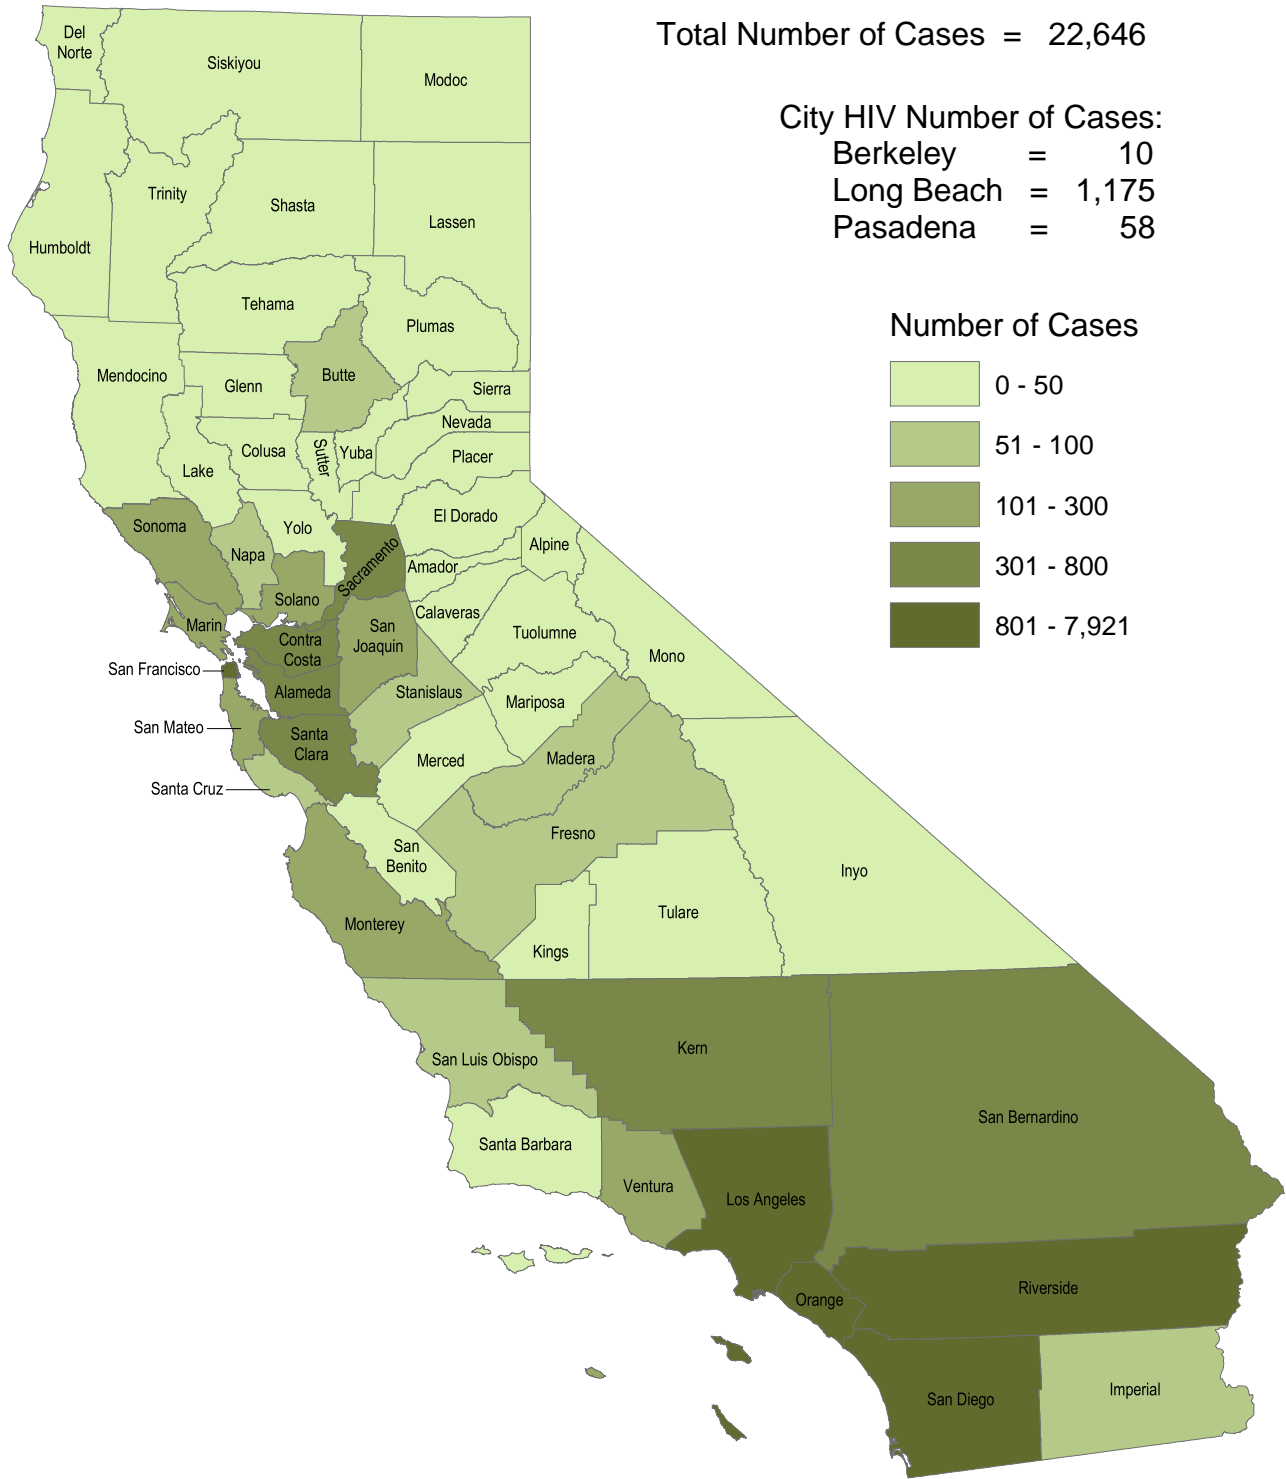 Total Number of Cases = 22,646
City HIV Number of Cases:
Berkeley = 10
Long Beach = 1,175
Pasadena = 58
Number of Cases
0 - 50
51 - 100
101 - 300
301 - 800
801 - 7,921
Del
Norte
Siskiyou
Modoc
Trinity
Shasta
Lassen
Humboldt
Tehama
Plumas
Mendocino
Glenn
Butte
Sierra
Nevada
Colusa
Sutter
Yuba
Placer
Lake
El Dorado
Sonoma
Yolo
Napa
Sacramento
Alpine
Amador
Solano
Calaveras
Marin
San
Joaquin
Tuolumne
Contra
Costa
Mono
San Francisco
Alameda
Stanislaus
Mariposa
San Mateo
Santa
Clara
Merced
Madera
Santa Cruz
Fresno
San
Benito
Inyo
Monterey
Tulare
Kings
Kern
San Luis Obispo
San Bernardino
Santa Barbara
Ventura
Los Angeles
Riverside
Orange
San Diego
Imperial